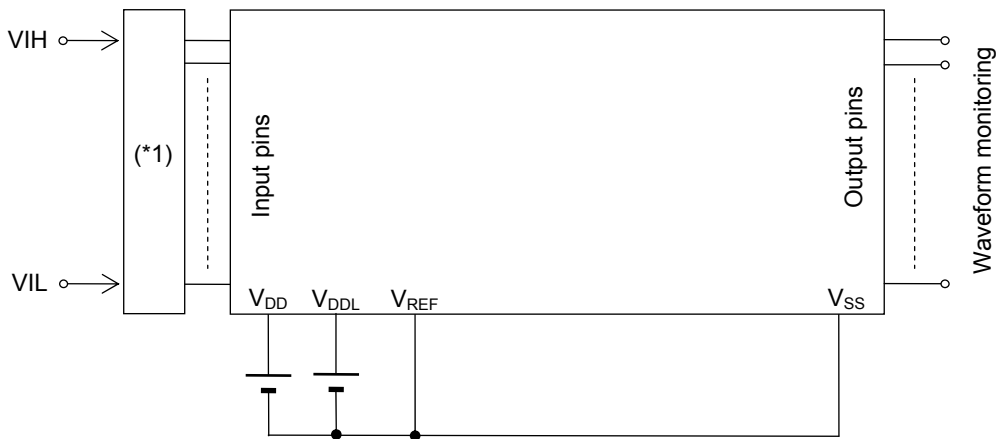 VIH
(*1)
VIL
Input pins
Output pins
Waveform monitoring
VDD
VDDL
VREF
VSS